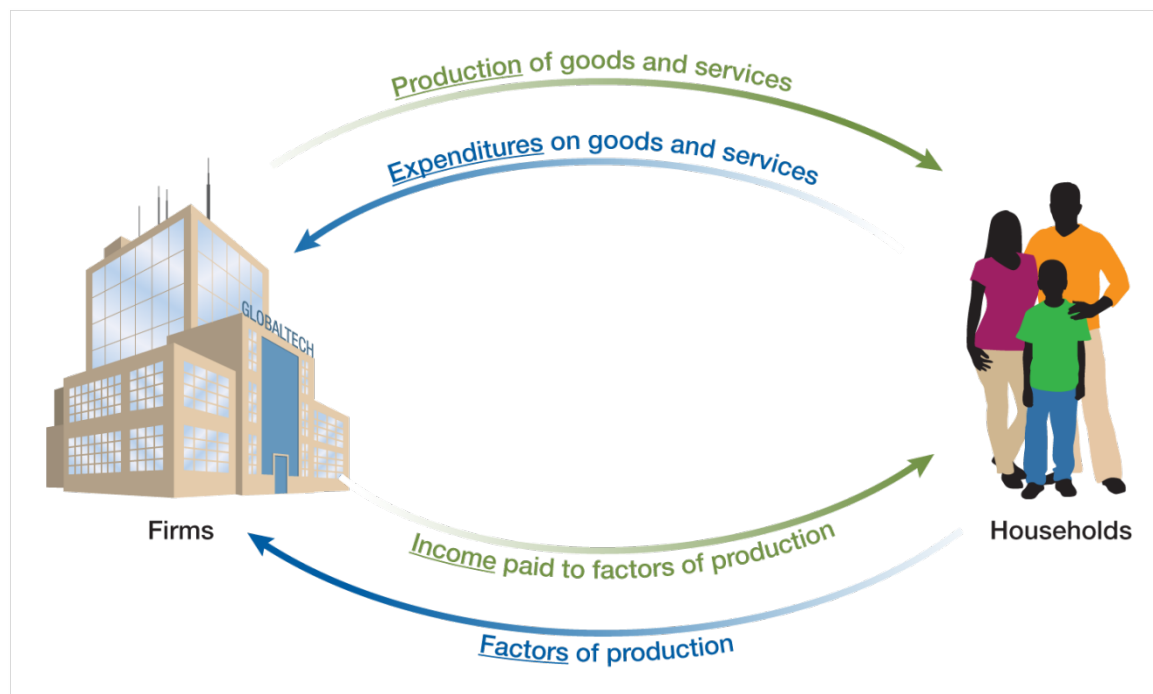 Production of goods and services
Expenditures on goods and services
GLOBALTECH
Firms
Households
Income paid to factors of production
Factors of production